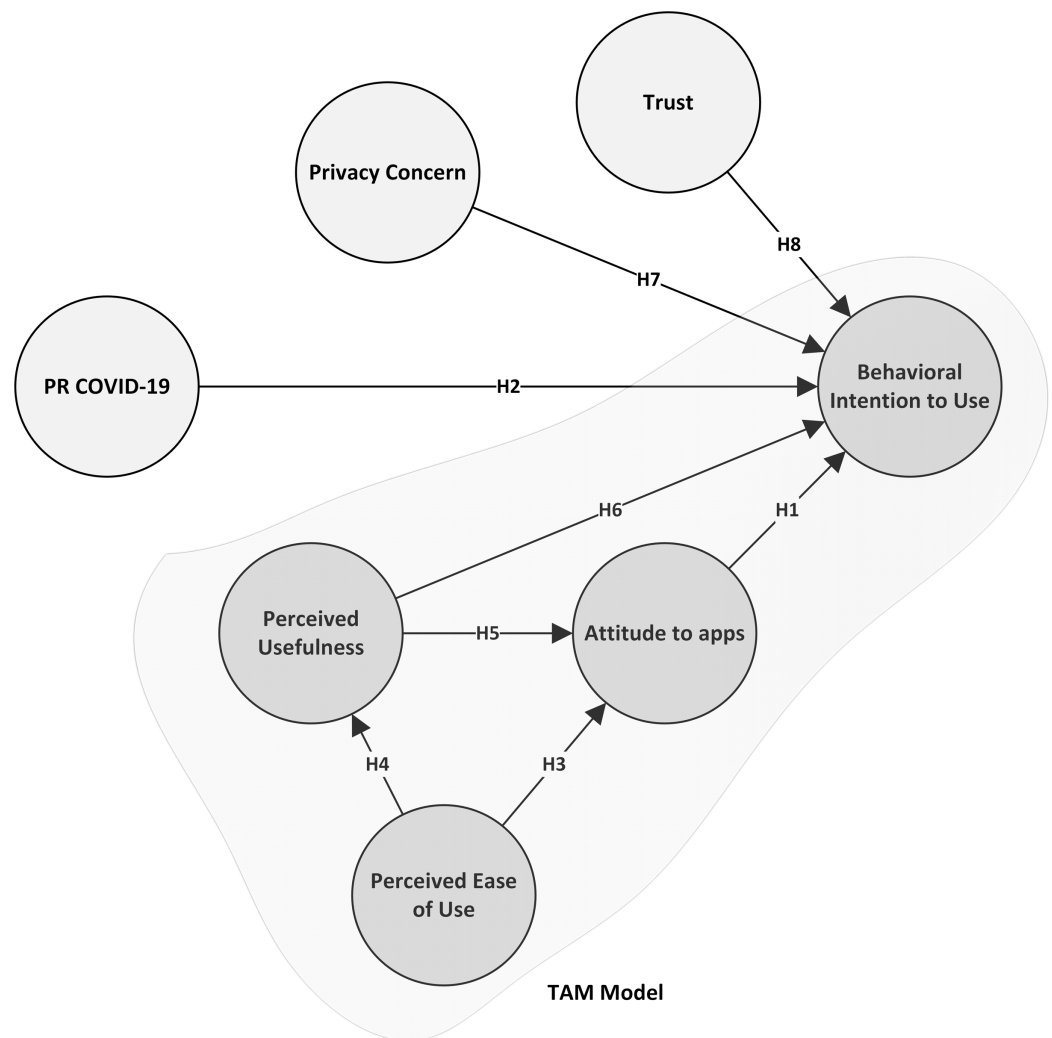 Trust
Privacy Concern
H8
H7
PR COVID-19
H2
Behavioral
Intention to Use
H6
H1
Perceived
Usefulness
H5
Attitude to apps
H4
H3
Perceived Ease
of Use
TAM Model